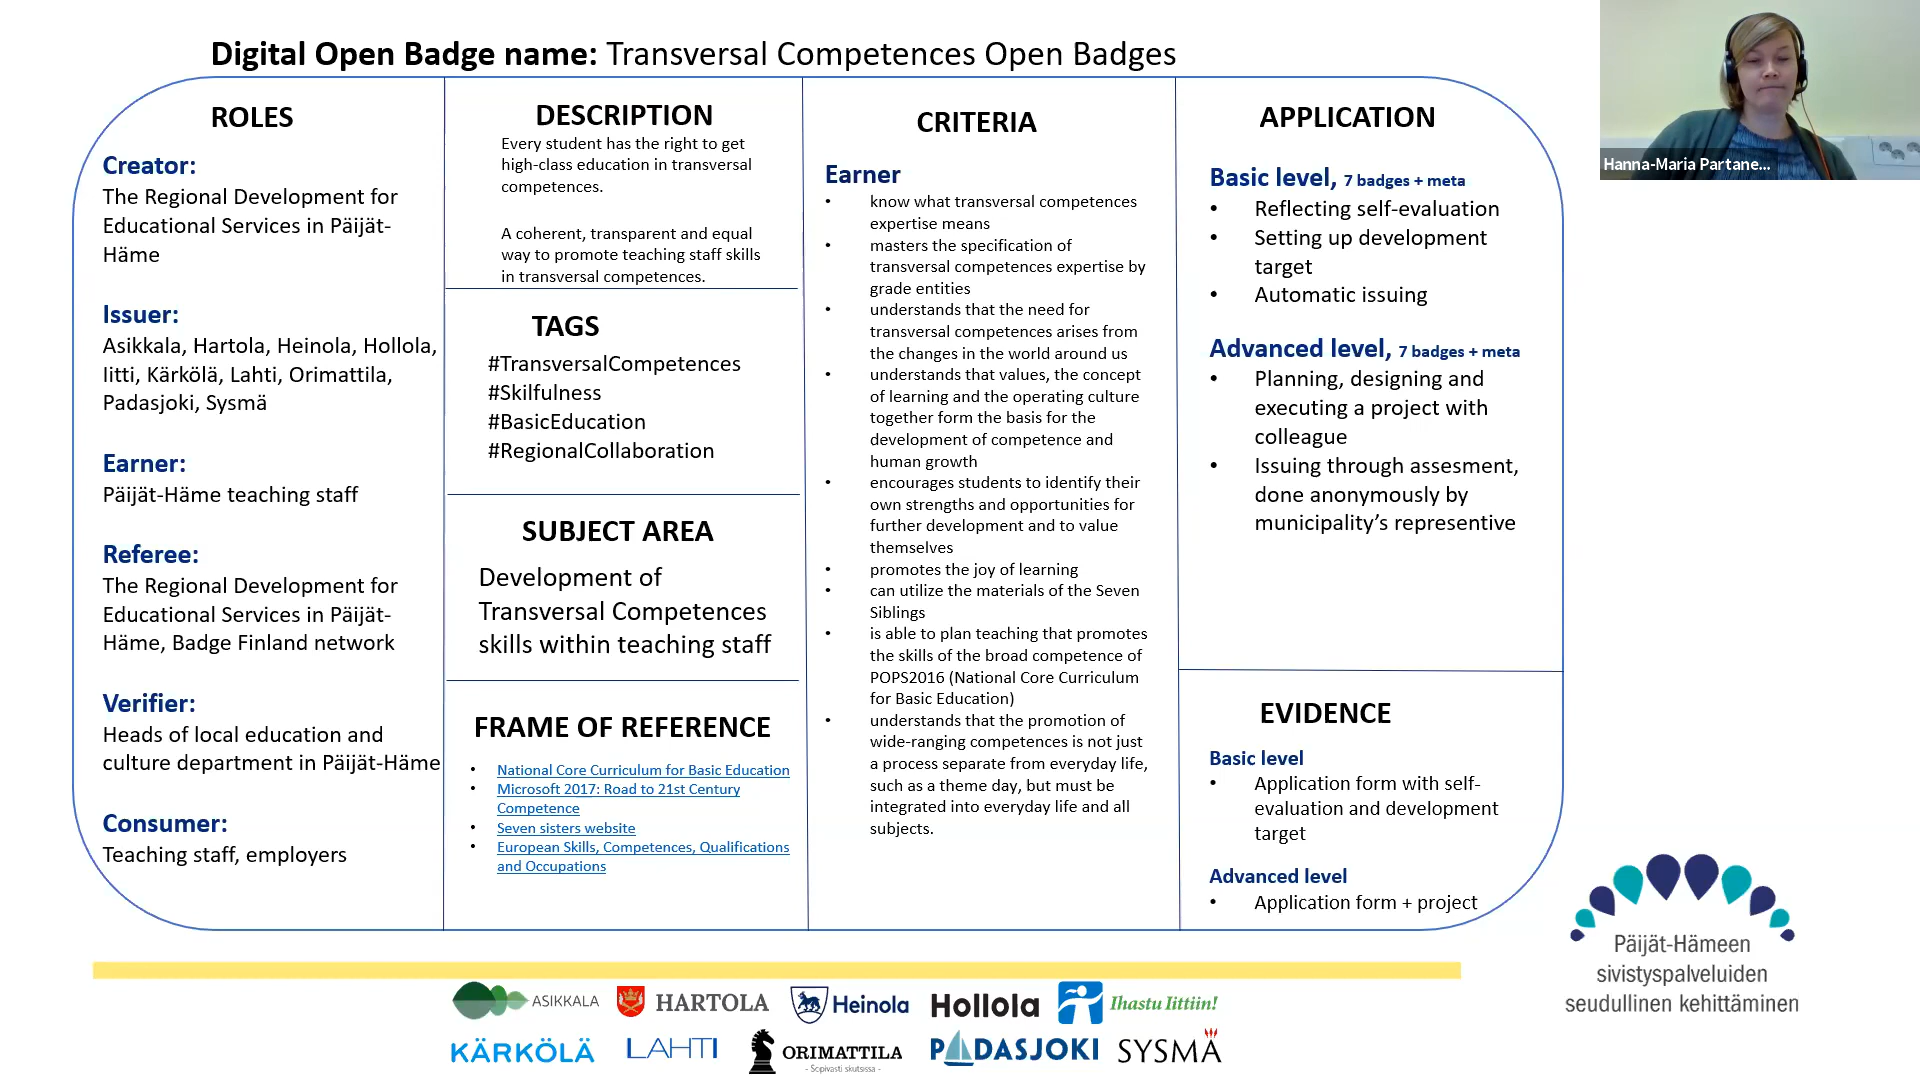 Digital Open Badge name: Transversal Competences Open Badges
ROLES
Creator:
The Regional Development for
Educational Services in Päijät-
Häme
Issuer:
Asikkala, Hartola, Heinola, Hollola,
Iitti, Kärkölä, Lahti, Orimattila,
Padasjoki, Sysmä
Earner:
Päijät-Häme teaching staff
Referee:
The Regional Development for
Educational Services in Päijät-
Häme, Badge Finland network
Verifier:
Heads of local education and
culture department in Päijät-Häme
Consumer:
Teaching staff, employers
DESCRIPTION
Every student has the right to get
high-class education in transversal
competences.
A coherent, transparent and equal
way to promote teaching staff skills
in transversal competences.
TAGS
#TransversalCompetences
#Skilfulness
#BasicEducation
#RegionalCollaboration
SUBJECT AREA
Development of
Transversal Competences
skills within teaching staff
FRAME OF REFERENCE
• National Core Curriculum for Basic Education
• Microsoft 2017: Road to 21st Century
Competence
• Seven sisters website
• European Skills, Competences, Qualifications
and Occupations
CRITERIA
Earner
• know what transversal competences
expertise means
• masters the specification of
transversal competences expertise by
grade entities
• understands that the need for
transversal competences arises from
the changes in the world around us
• understands that values, the concept
of learning and the operating culture
together form the basis for the
development of competence and
human growth
• encourages students to identify their
own strengths and opportunities for
further development and to value
themselves
• promotes the joy of learning
• can utilize the materials of the Seven
Siblings
• is able to plan teaching that promotes
the skills of the broad competence of
POPS2016 (National Core Curriculum
for Basic Education)
• understands that the promotion of
wide-ranging competences is not just
a process separate from everyday life,
such as a theme day, but must be
integrated into everyday life and all
subjects.
APPLICATION
Basic level, 7 badges + meta
• Reflecting self-evaluation
• Setting up development
target
• Automatic issuing
Advanced level, 7 badges + meta
• Planning, designing and
executing a project with
colleague
• Issuing through assesment,
done anonymously by
municipality's representive
EVIDENCE
Basic level
• Application form with self-
evaluation and development
target
Advanced level
• Application form + project
Hanna-Maria Partane...
Päijät-Hämeen
sivistyspalveluiden
seudullinen kehittäminen
ASIKKALA
HARTOLA
Heinola
Hollola
Ihastu Iittiin!
KÄRKÖLÄ
LAHTI
ORIMATTILA
- Sopivasti skutsissa -
PADASJOKI
SYSMÄ